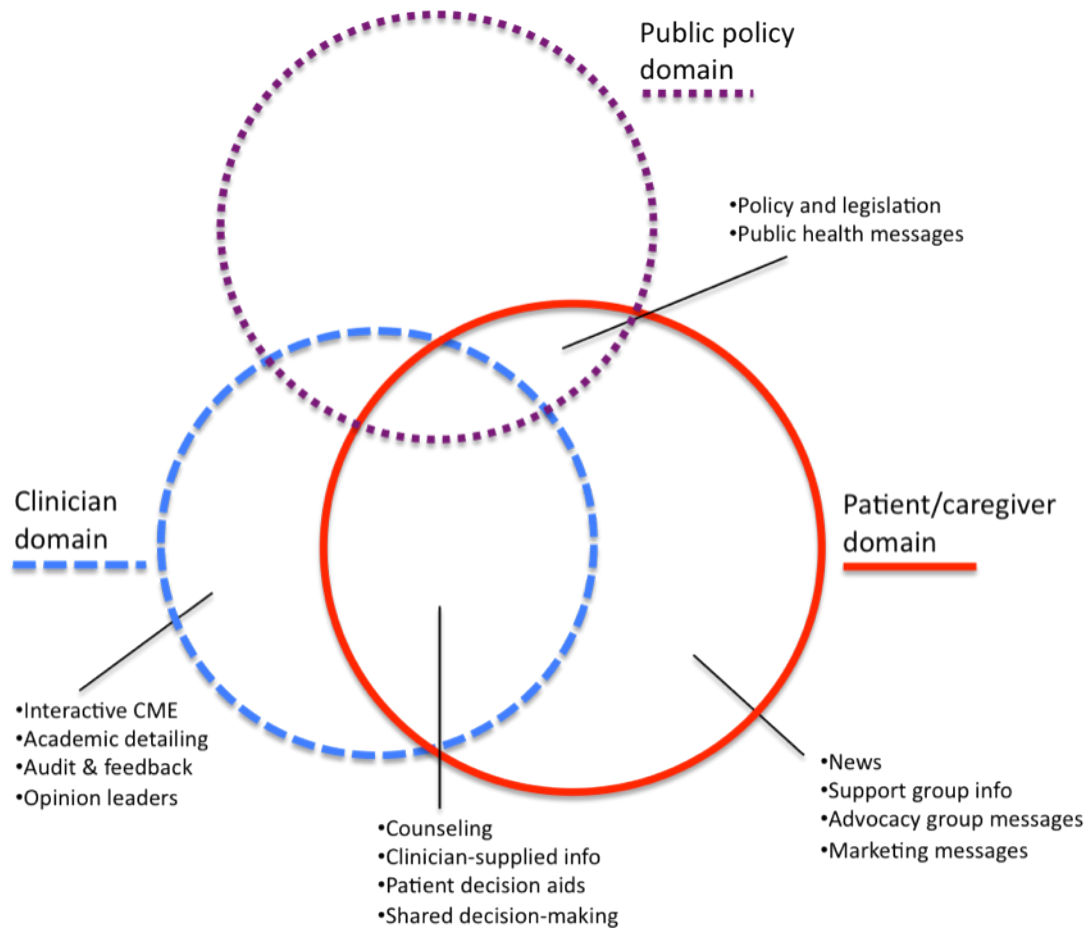 Public policy
domain
•Policy and legislation
•Public health messages
Clinician
domain
Patient/caregiver
domain
•Interactive CME
•Academic detailing
•Audit & feedback
•Opinion leaders
•Counseling
•Clinician-supplied info
•Patient decision aids
•Shared decision-making
•News
•Support group info
•Advocacy group messages
•Marketing messages